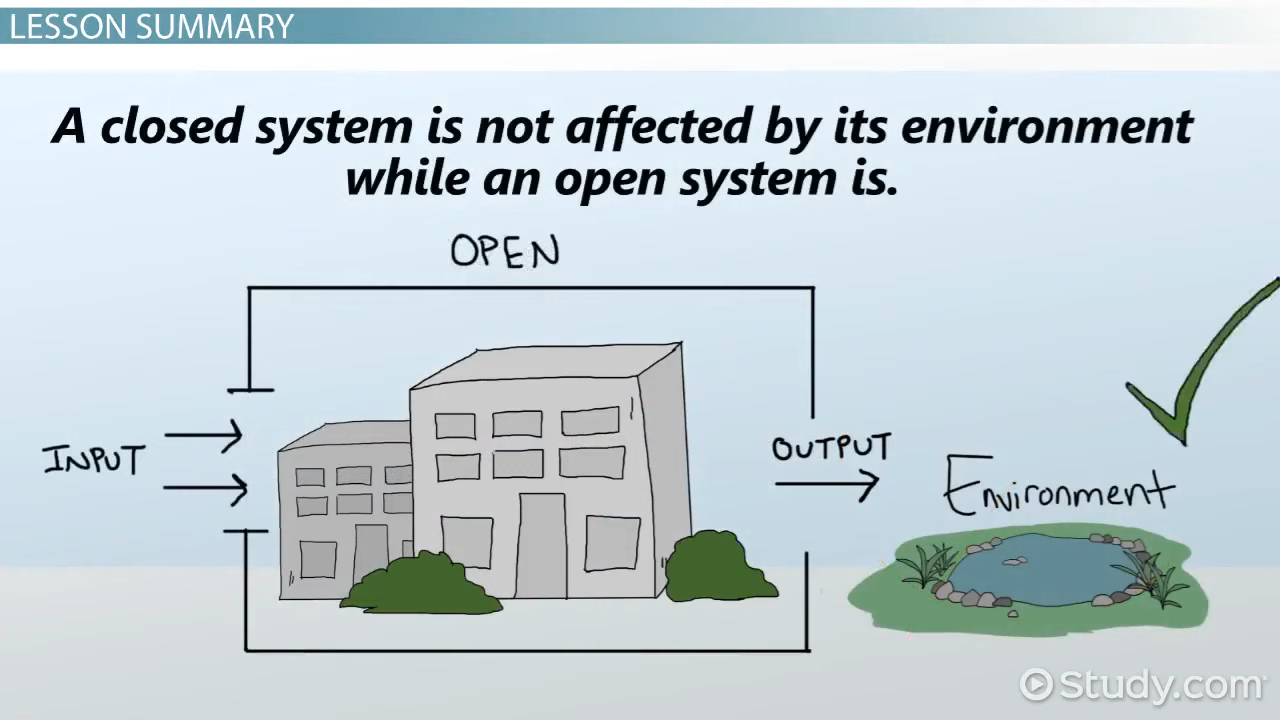 LESSON SUMMARY
A closed system is not affected by its environment
while an open system is.
OPEN
INPUT
OUTPUT
Environment
Study.com